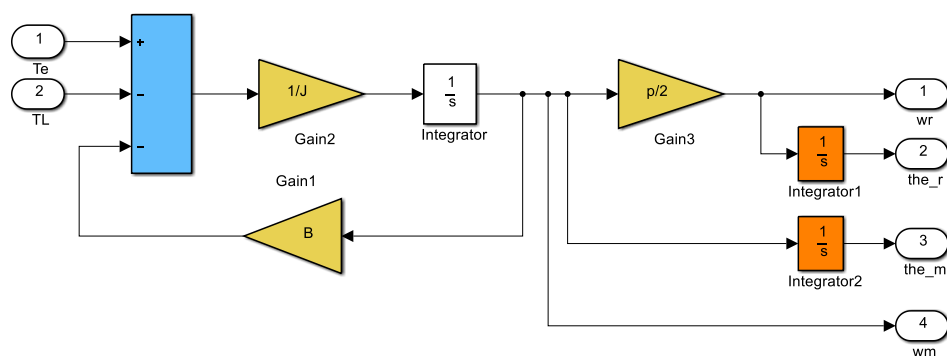 1
Te
2
TL
+
−
−
1/J
Gain2
1
s
Integrator
p/2
Gain3
1
wr
1
s
Integrator1
2
the_r
Gain1
B
1
s
Integrator2
3
the_m
4
wm